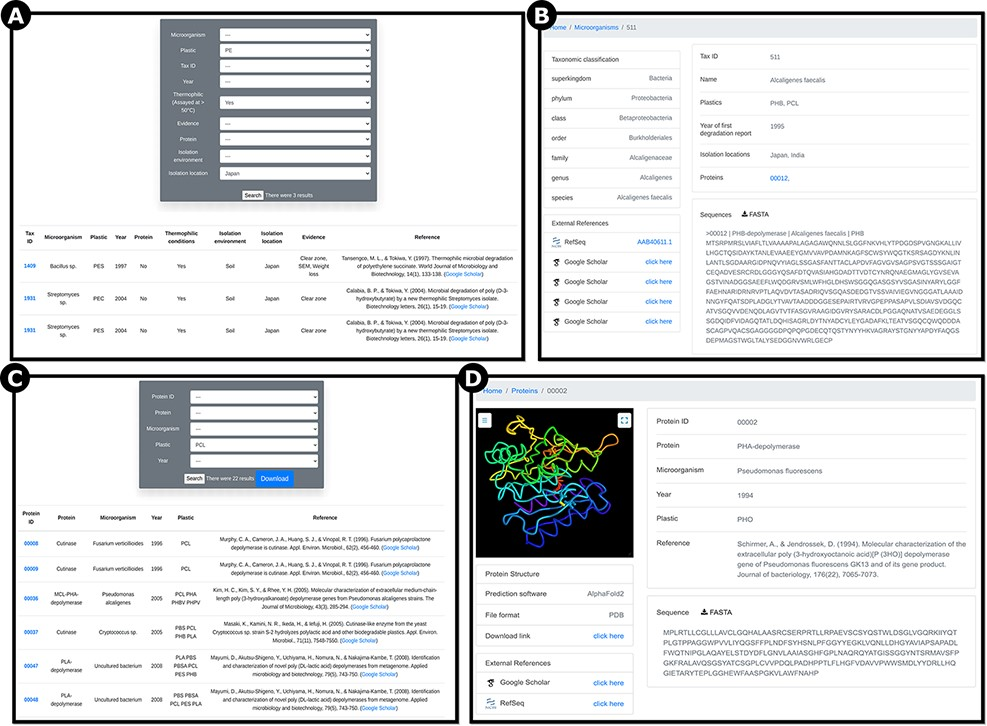 A
Microorganism ---
Plastic PE
Tax ID ---
Year ---
Thermophilic (Assayed at > 50°C) Yes
Evidence ---
Protein ---
Isolation environment ---
Isolation location Japan
Search There were 3 results
Tax ID Microorganism Plastic Year Protein Thermophilic conditions Isolation environment Isolation location Evidence Reference
1409 Bacillus sp. PES 1997 No Yes Soil Japan Clear zone, SEM, Weight loss Tansengco, M. L., & Tokiwa, Y. (1997). Thermophilic microbial degradation of polyethylene succinate. World Journal of Microbiology and Biotechnology, 14(1), 133-138. (Google Scholar)
1931 Streptomyces sp. PEC 2004 No Yes Soil Japan Clear zone Calabia, B. P., & Tokiwa, Y. (2004). Microbial degradation of poly (D-3-hydroxybutyrate) by a new thermophilic Streptomyces isolate. Biotechnology letters, 26(1), 15-19. (Google Scholar)
1931 Streptomyces sp. PES 2004 No Yes Soil Japan Clear zone Calabia, B. P., & Tokiwa, Y. (2004). Microbial degradation of poly (D-3-hydroxybutyrate) by a new thermophilic Streptomyces isolate. Biotechnology letters, 26(1), 15-19. (Google Scholar)
B
Home / Microorganisms / 511
Taxonomic classification
superkingdom Bacteria
phylum Proteobacteria
class Betaproteobacteria
order Burkholderiales
family Alcaligenaceae
genus Alcaligenes
species Alcaligenes faecalis
External References
RefSeq AAB40611.1
Google Scholar click here
Google Scholar click here
Google Scholar click here
Google Scholar click here
Tax ID 511
Name Alcaligenes faecalis
Plastics PHB, PCL
Year of first degradation report 1995
Isolation locations Japan, India
Proteins 00012,
Sequences FASTA
>00012 | PHB-depolymerase | Alcaligenes faecalis | PHB
C
Protein ID ---
Protein ---
Microorganism ---
Plastic PCL
Year ---
Search There were 22 results Download
Protein ID Protein Microorganism Year Plastic Reference
00008 Cutinase Fusarium verticillioides 1996 PCL Murphy, C. A., Cameron, J. A., Huang, S. J., & Vinopal, R. T. (1996). Fusarium polycaprolactone depolymerase is cutinase. Appl. Environ. Microbiol., 62(2), 456-460. (Google Scholar)
00009 Cutinase Fusarium verticillioides 1996 PCL Murphy, C. A., Cameron, J. A., Huang, S. J., & Vinopal, R. T. (1996). Fusarium polycaprolactone depolymerase is cutinase. Appl. Environ. Microbiol., 62(2), 456-460. (Google Scholar)
00036 MCL-PHA-depolymerase Pseudomonas alcaligenes 2005 PCL PHA PHBV PHPV Kim, H. C., Kim, S. Y., & Rhee, Y. H. (2005). Molecular characterization of extracellular medium-chain-length poly (3-hydroxyalkanoate) depolymerase genes from Pseudomonas alcaligenes strains. The Journal of Microbiology, 43(3), 285-294. (Google Scholar)
00037 Cutinase Cryptococcus sp. 2005 PBS PCL PHB PLA Masaki, K., Kamini, N. R., Ikeda, H., & Iefuji, H. (2005). Cutinase-like enzyme from the yeast Cryptococcus sp. strain S-2 hydrolyzes polylactic acid and other biodegradable plastics. Appl. Environ. Microbiol., 71(11), 7548-7550. (Google Scholar)
00047 PLA-depolymerase Uncultured bacterium 2008 PLA PBS PBSA PCL PES PHB Mayumi, D., Akutsu-Shigeno, Y., Uchiyama, H., Nomura, N., & Nakajima-Kambe, T. (2008). Identification and characterization of novel poly (DL-lactic acid) depolymerases from metagenome. Applied microbiology and biotechnology, 79(5), 743-750. (Google Scholar)
00048 PLA-depolymerase Uncultured bacterium 2008 PBS PBSA PCL PES PLA Mayumi, D., Akutsu-Shigeno, Y., Uchiyama, H., Nomura, N., & Nakajima-Kambe, T. (2008). Identification and characterization of novel poly (DL-lactic acid) depolymerases from metagenome. Applied microbiology and biotechnology, 79(5), 743-750. (Google Scholar)
D
Home / Proteins / 00002
Protein Structure
Prediction software AlphaFold2
File format PDB
Download link click here
External References
Google Scholar click here
RefSeq click here
Protein ID 00002
Protein PHA-depolymerase
Microorganism Pseudomonas fluorescens
Year 1994
Plastic PHO
Reference Schirmer, A., & Jendrossek, D. (1994). Molecular characterization of the extracellular poly (3-hydroxyoctanoic acid)[P (3HO)] depolymerase gene of Pseudomonas fluorescens GK13 and of its gene product. Journal of bacteriology, 176(22), 7065-7073.
Sequence FASTA